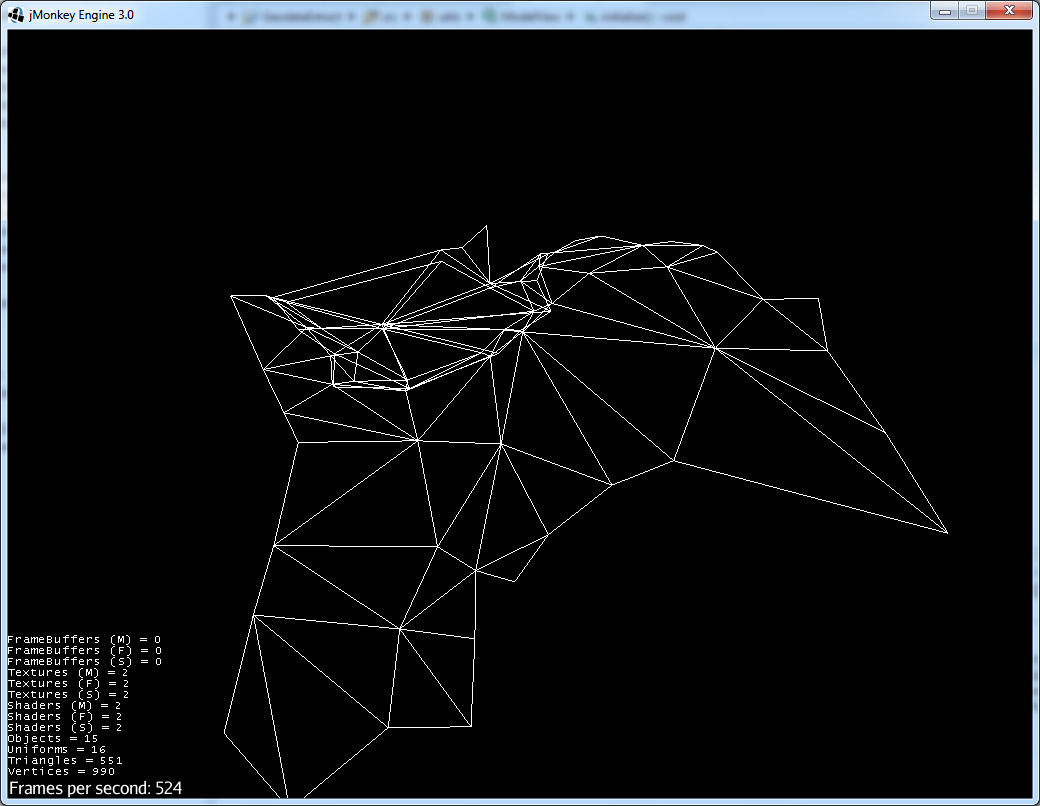 jMonkey Engine 3.0
FrameBuffers (M) = 0
FrameBuffers (F) = 0
FrameBuffers (S) = 0
Textures (M) = 2
Textures (F) = 2
Textures (S) = 2
Shaders (M) = 2
Shaders (F) = 2
Shaders (S) = 2
Objects = 15
Uniforms = 16
Triangles = 551
Vertices = 990
Frames per second: 524